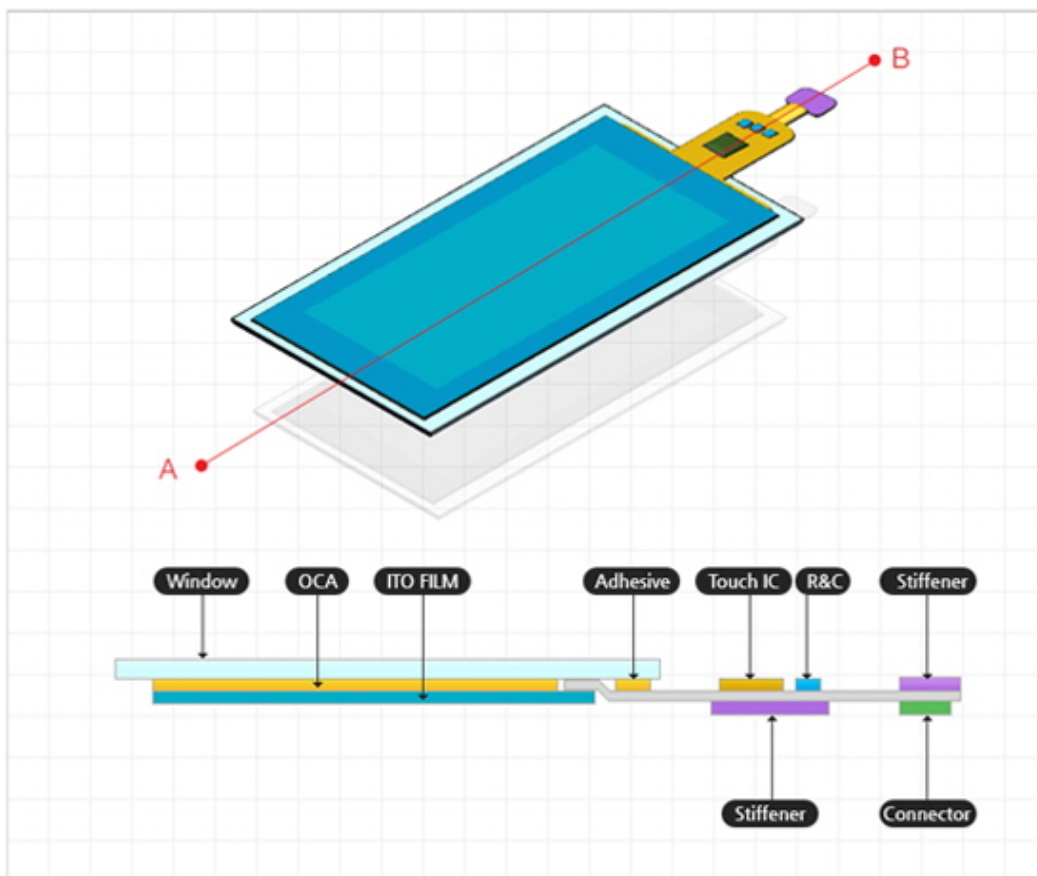 B
A
Window
OCA
ITO FILM
Adhesive
Touch IC
R&C
Stiffener
Stiffener
Connector